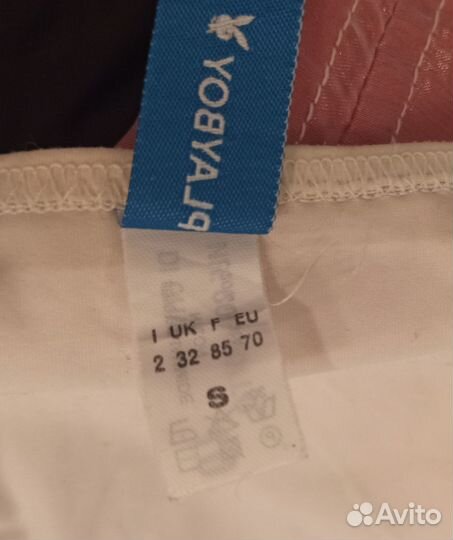 PLAYBOY
I UK F EU
2 32 85 70
S
Avito